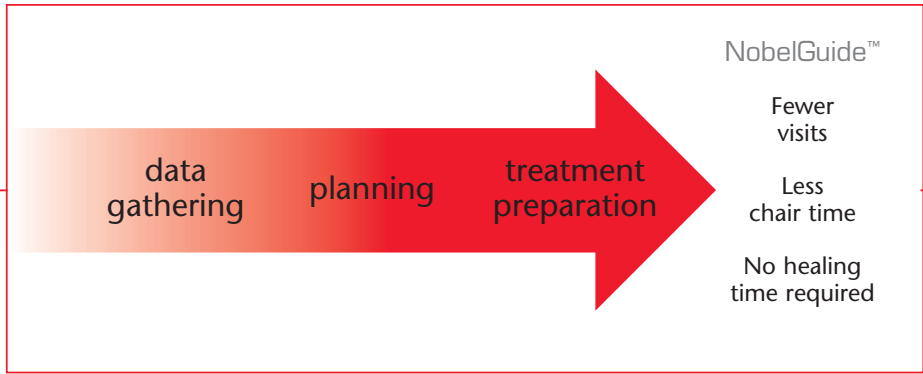 data
gathering
planning
treatment
preparation
NobelGuide™
Fewer
visits
Less
chair time
No healing
time required